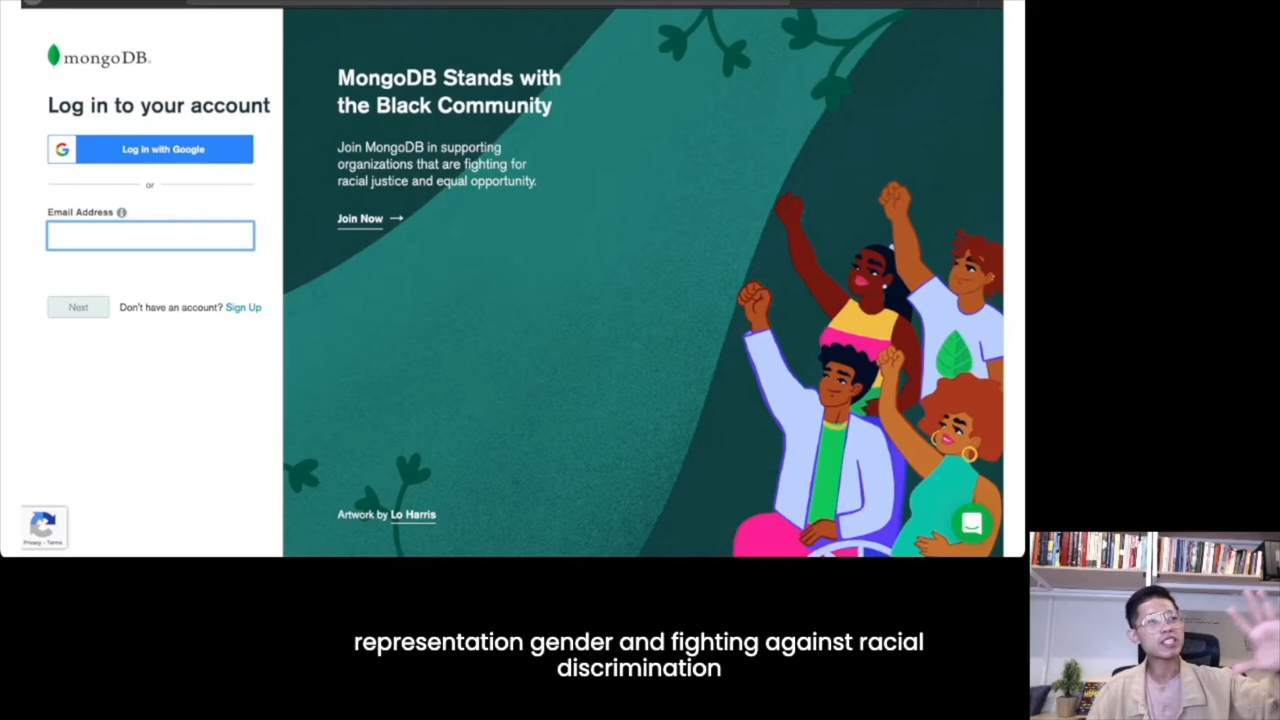 mongoDB.
Log in to your account
Log in with Google
or
Email Address
Next
Don't have an account? Sign Up
Privacy - Terms
MongoDB Stands with
the Black Community
Join MongoDB in supporting
organizations that are fighting for
racial justice and equal opportunity.
Join Now →
Artwork by Lo Harris
representation gender and fighting against racial
discrimination